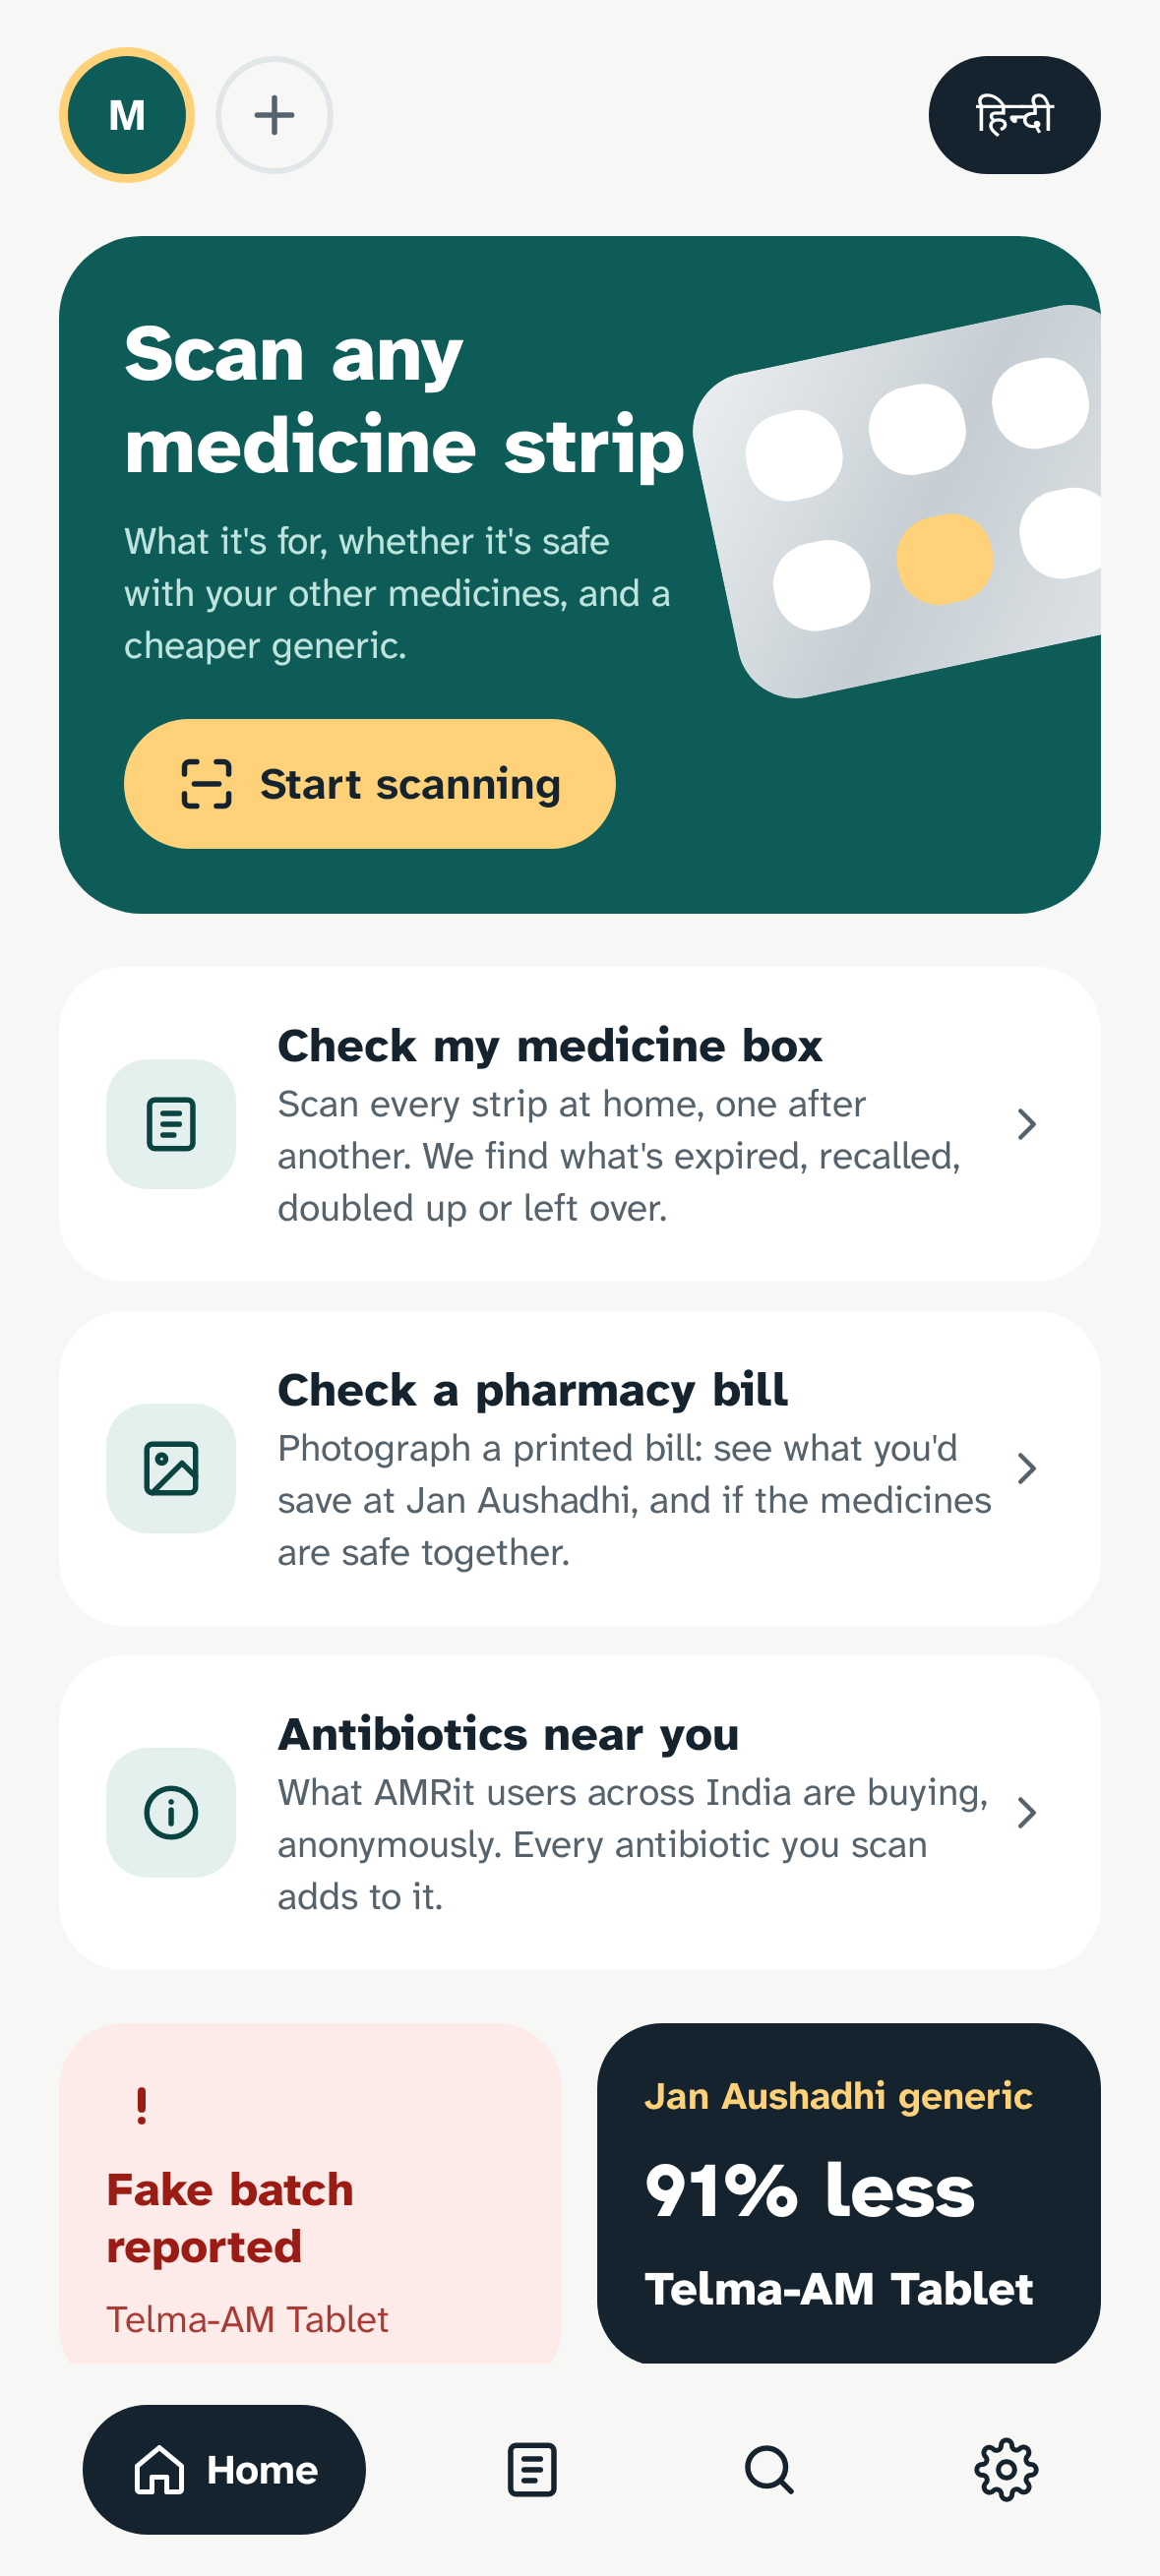 M
हिन्दी
Scan any
medicine strip
What it's for, whether it's safe
with your other medicines, and a
cheaper generic.
Start scanning
Check my medicine box
Scan every strip at home, one after
another. We find what's expired, recalled,
doubled up or left over.
Check a pharmacy bill
Photograph a printed bill: see what you'd
save at Jan Aushadhi, and if the medicines
are safe together.
Antibiotics near you
What AMRit users across India are buying,
anonymously. Every antibiotic you scan
adds to it.
Fake batch
reported
Telma-AM Tablet
Jan Aushadhi generic
91% less
Telma-AM Tablet
Home